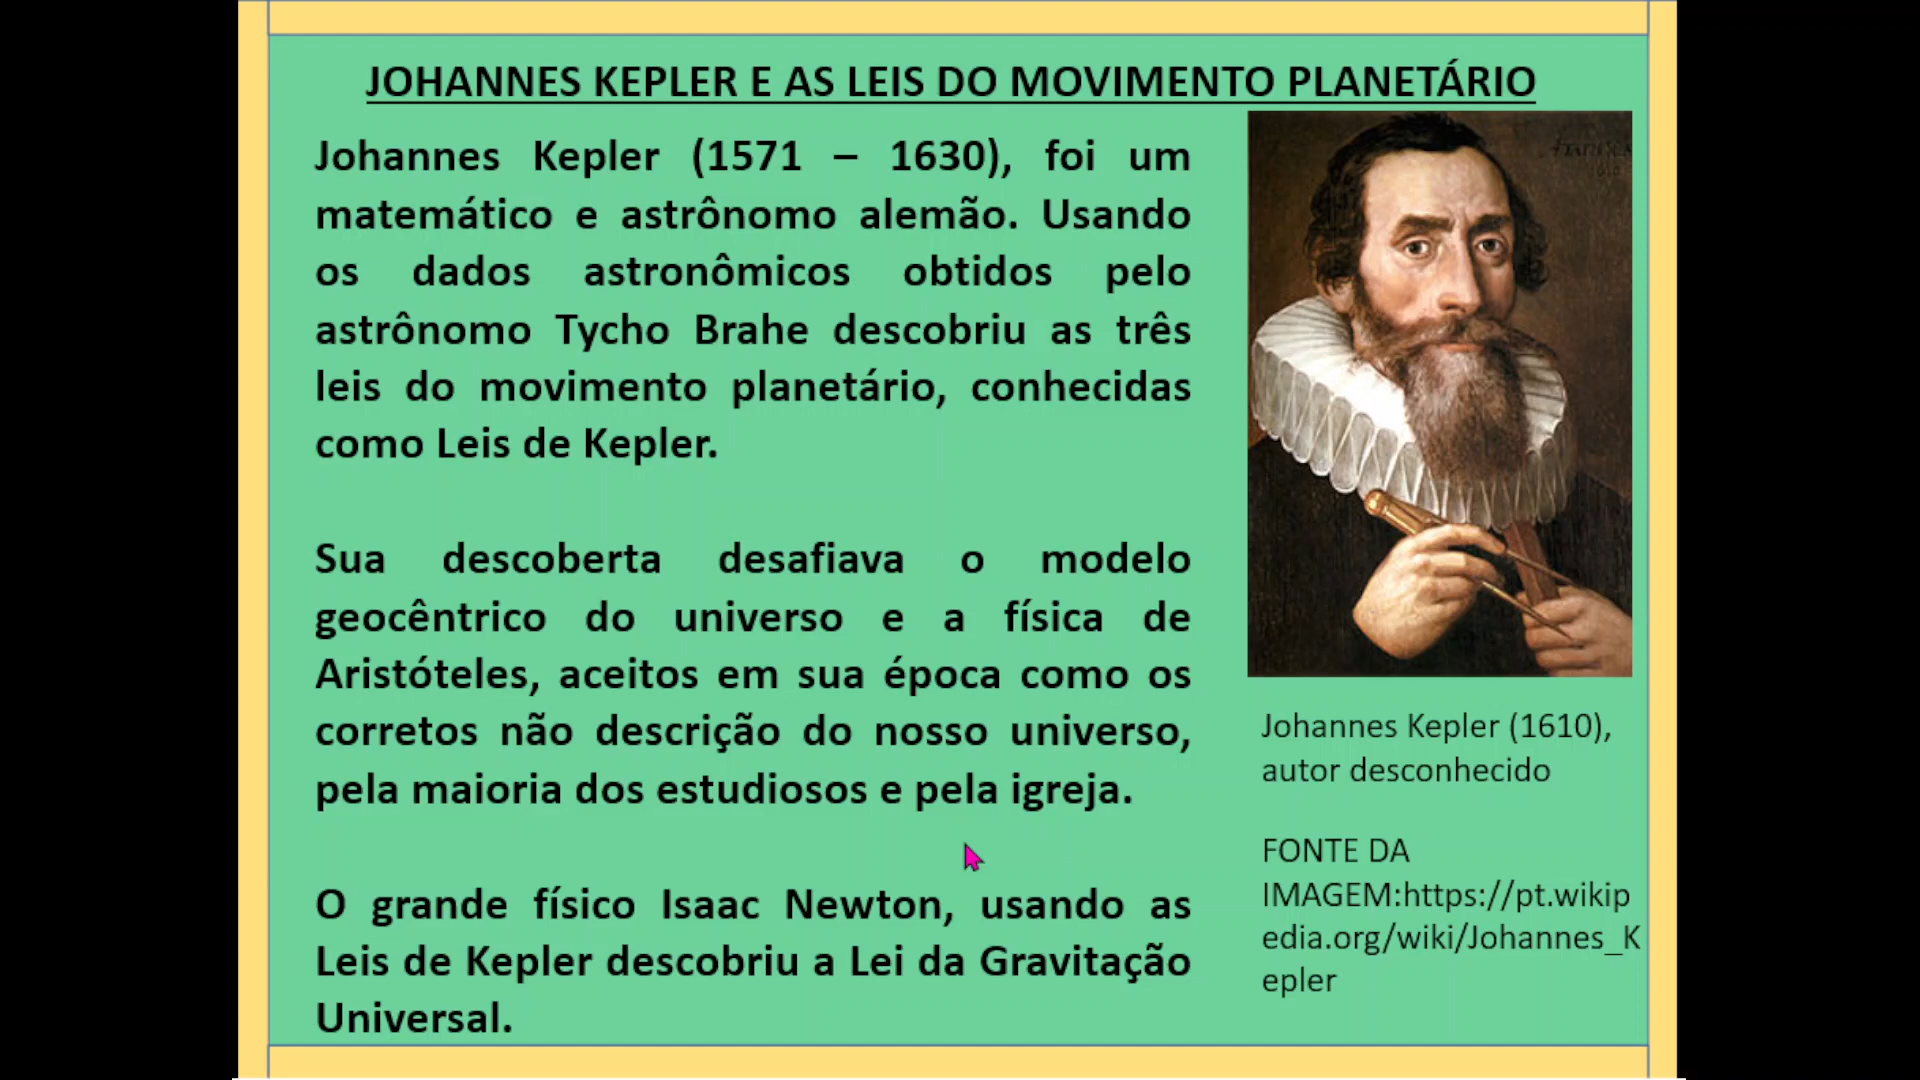 JOHANNES KEPLER E AS LEIS DO MOVIMENTO PLANETÁRIO
Johannes Kepler (1571 – 1630), foi um
matemático e astrônomo alemão. Usando
os dados astronômicos obtidos pelo
astrônomo Tycho Brahe descobriu as três
leis do movimento planetário, conhecidas
como Leis de Kepler.
Sua descoberta desafiava o modelo
geocêntrico do universo e a física de
Aristóteles, aceitos em sua época como os
corretos não descrição do nosso universo,
pela maioria dos estudiosos e pela igreja.
O grande físico Isaac Newton, usando as
Leis de Kepler descobriu a Lei da Gravitação
Universal.
Johannes Kepler (1610),
autor desconhecido
FONTE DA
IMAGEM:https://pt.wikip
edia.org/wiki/Johannes_K
epler